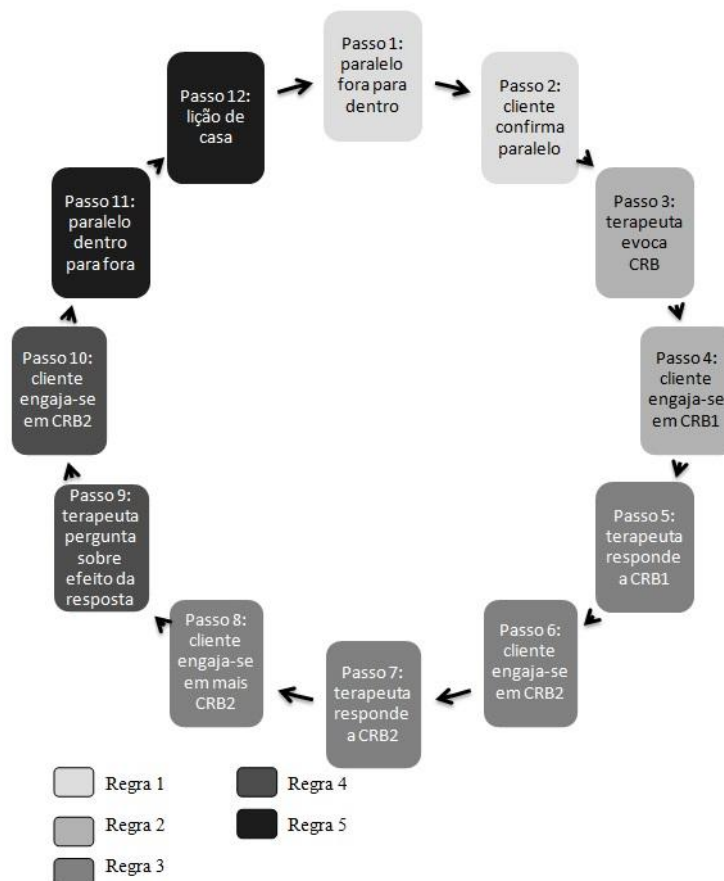 Passo 1:
paralelo
fora para
dentro
Passo 2:
cliente
confirma
paralelo
Passo 3:
terapeuta
evoca
CRB
Passo 4:
cliente
engaja-se
em CRB1
Passo 5:
terapeuta
responde
a CRB1
Passo 6:
cliente
engaja-se
em CRB2
Passo 7:
terapeuta
responde
a CRB2
Passo 8:
cliente
engaja-se
em mais
CRB2
Passo 9:
terapeuta
pergunta
sobre
efeito da
resposta
Passo 10:
cliente
engaja-se
em CRB2
Passo 11:
paralelo
dentro
para fora
Passo 12:
lição de
casa
Regra 1
Regra 2
Regra 3
Regra 4
Regra 5